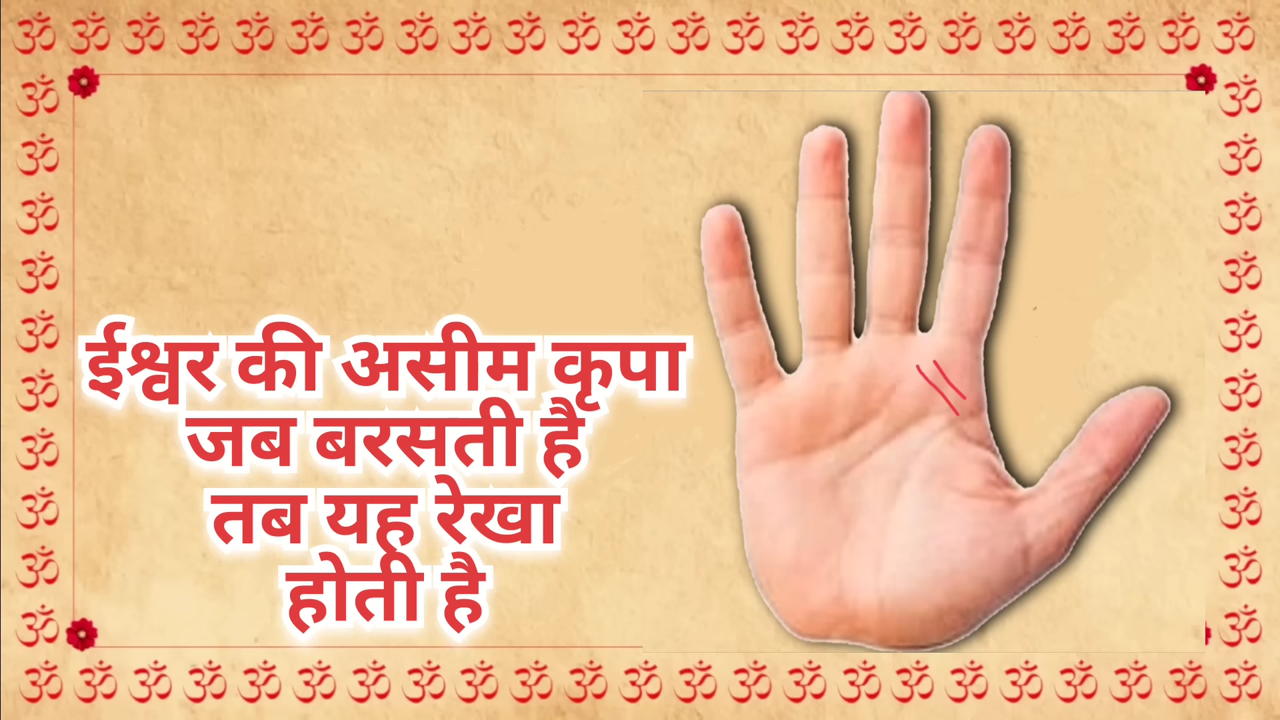 ॐ ॐ ॐ ॐ ॐ ॐ ॐ ॐ ॐ ॐ ॐ ॐ ॐ ॐ ॐ ॐ ॐ ॐ ॐ ॐ ॐ ॐ ॐ
ॐ ॐ
ॐ ॐ
ॐ ॐ
ॐ ॐ
ॐ ॐ
ॐ ॐ
ॐ ॐ
ॐ ॐ
ॐ ॐ
ॐ ॐ
ईश्वर की असीम कृपा
जब बरसती है
तब यह रेखा
होती है
ॐ ॐ ॐ ॐ ॐ ॐ ॐ ॐ ॐ ॐ ॐ ॐ ॐ ॐ ॐ ॐ ॐ ॐ ॐ ॐ ॐ ॐ ॐ